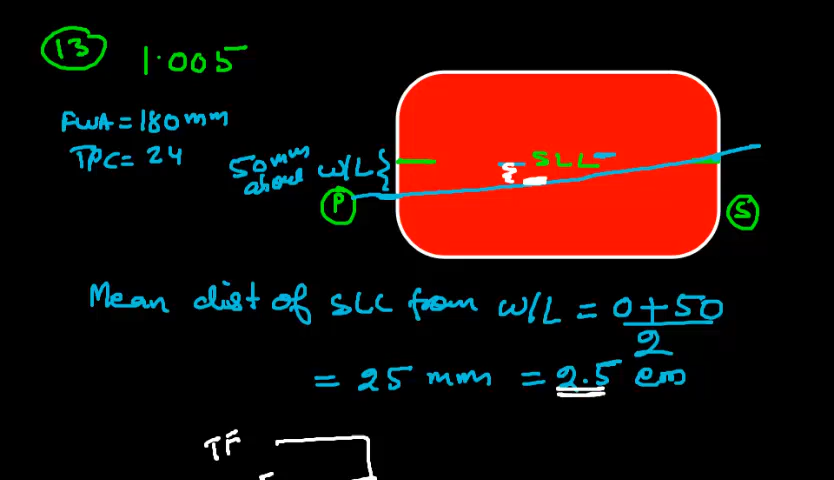 13 1.005
FWA = 180mm
TPC = 24
50mm above W/L }
SLL
{
P
S
Mean dist of SLL from W/L = 0+50
2
= 25 mm = 2.5 cm
TF
F